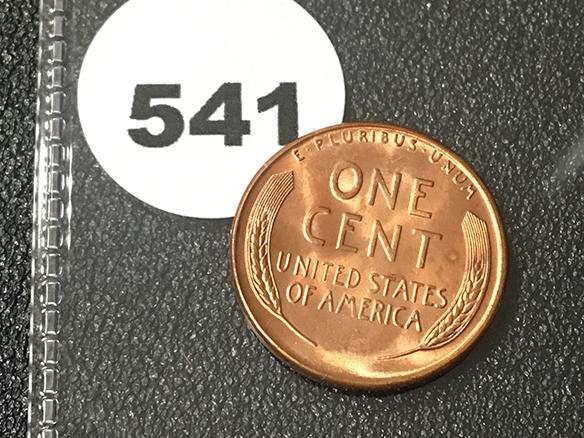 541
E·PLURIBUS·UNUM
ONE
CENT
UNITED STATES
OF AMERICA